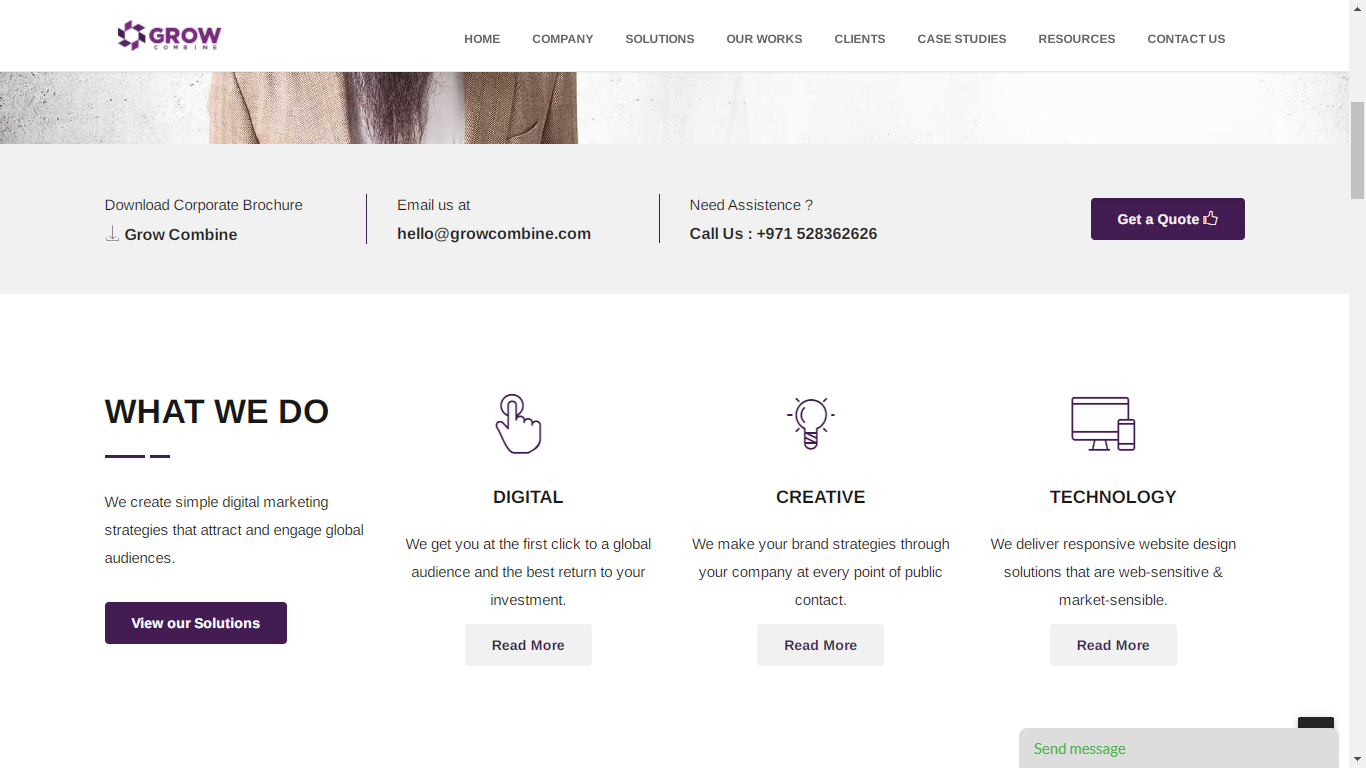 GROW
COMBINE
HOME COMPANY SOLUTIONS OUR WORKS CLIENTS CASE STUDIES RESOURCES CONTACT US
Download Corporate Brochure
Grow Combine
Email us at
hello@growcombine.com
Need Assistence ?
Call Us : +971 528362626
Get a Quote
WHAT WE DO
We create simple digital marketing
strategies that attract and engage global
audiences.
View our Solutions
DIGITAL
We get you at the first click to a global
audience and the best return to your
investment.
Read More
CREATIVE
We make your brand strategies through
your company at every point of public
contact.
Read More
TECHNOLOGY
We deliver responsive website design
solutions that are web-sensitive &
market-sensible.
Read More
Send message